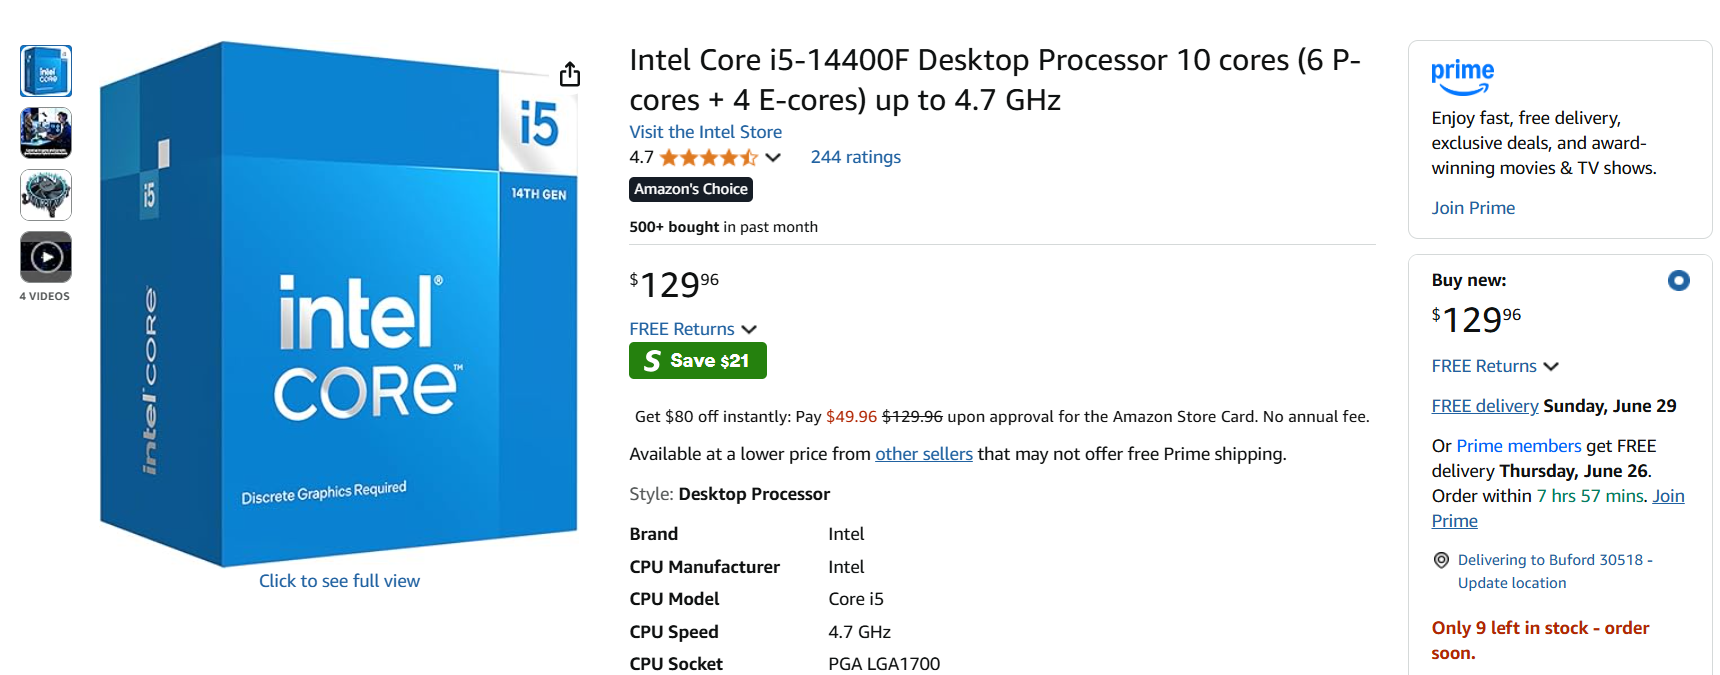 4 VIDEOS
i5
intel CORE
i5
14TH GEN
intel®
CORE™
Discrete Graphics Required
Click to see full view
Intel Core i5-14400F Desktop Processor 10 cores (6 P-
cores + 4 E-cores) up to 4.7 GHz
Visit the Intel Store
4.7 244 ratings
Amazon's Choice
500+ bought in past month
$129.96
FREE Returns
S Save $21
Get $80 off instantly: Pay $49.96 $129.96 upon approval for the Amazon Store Card. No annual fee.
Available at a lower price from other sellers that may not offer free Prime shipping.
Style: Desktop Processor
Brand Intel
CPU Manufacturer Intel
CPU Model Core i5
CPU Speed 4.7 GHz
CPU Socket PGA LGA1700
prime
Enjoy fast, free delivery,
exclusive deals, and award-
winning movies & TV shows.
Join Prime
Buy new:
$129.96
FREE Returns
FREE delivery Sunday, June 29
Or Prime members get FREE
delivery Thursday, June 26.
Order within 7 hrs 57 mins. Join
Prime
Delivering to Buford 30518 -
Update location
Only 9 left in stock - order
soon.